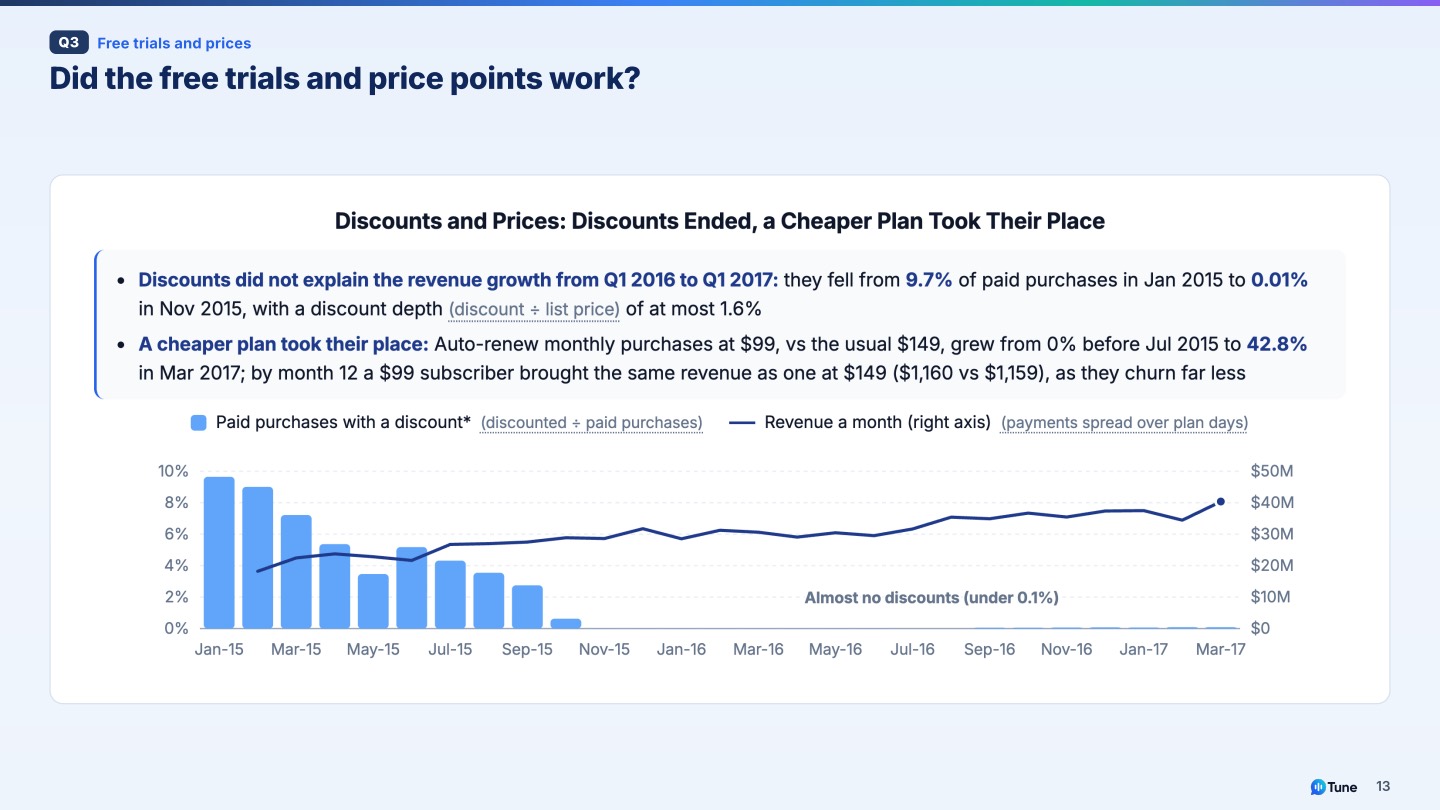 Q3 Free trials and prices
Did the free trials and price points work?
Discounts and Prices: Discounts Ended, a Cheaper Plan Took Their Place
• Discounts did not explain the revenue growth from Q1 2016 to Q1 2017: they fell from 9.7% of paid purchases in Jan 2015 to 0.01%
in Nov 2015, with a discount depth (discount ÷ list price) of at most 1.6%
• A cheaper plan took their place: Auto-renew monthly purchases at $99, vs the usual $149, grew from 0% before Jul 2015 to 42.8%
in Mar 2017; by month 12 a $99 subscriber brought the same revenue as one at $149 ($1,160 vs $1,159), as they churn far less
Paid purchases with a discount* (discounted ÷ paid purchases) Revenue a month (right axis) (payments spread over plan days)
10% $50M
8% $40M
6% $30M
4% $20M
2% Almost no discounts (under 0.1%) $10M
0% $0
Jan-15 Mar-15 May-15 Jul-15 Sep-15 Nov-15 Jan-16 Mar-16 May-16 Jul-16 Sep-16 Nov-16 Jan-17 Mar-17
Tune 13